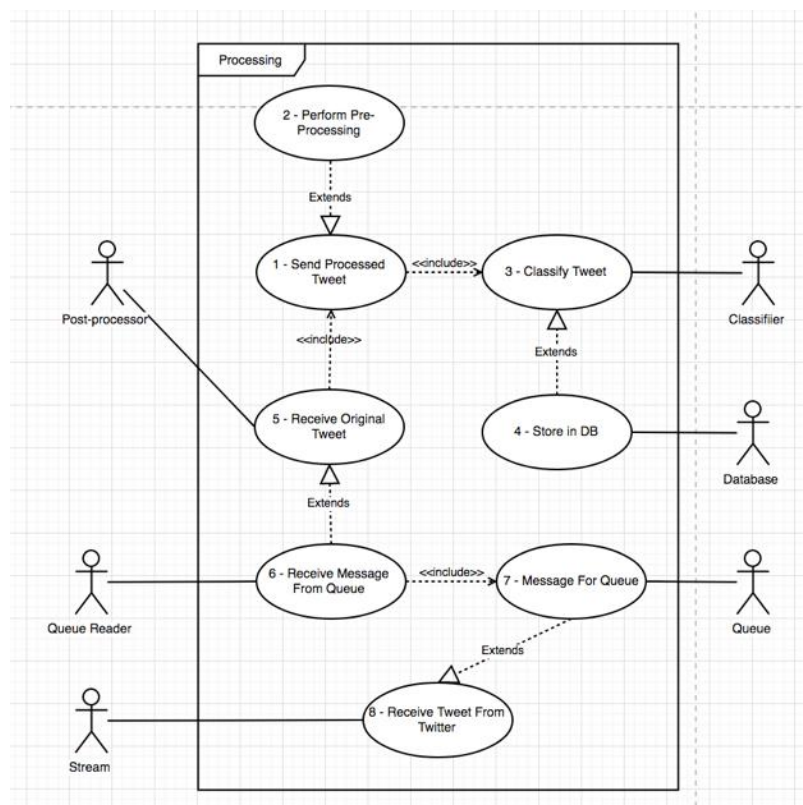 Processing
2 - Perform Pre-
Processing
Extends
1 - Send Processed
Tweet
<<include>>
3 - Classify Tweet
Post-processor
Classifiier
<<include>>
Extends
5 - Receive Original
Tweet
4 - Store in DB
Database
Extends
6 - Receive Message
From Queue
<<include>>
7 - Message For Queue
Queue Reader
Queue
Extends
8 - Receive Tweet From
Twitter
Stream